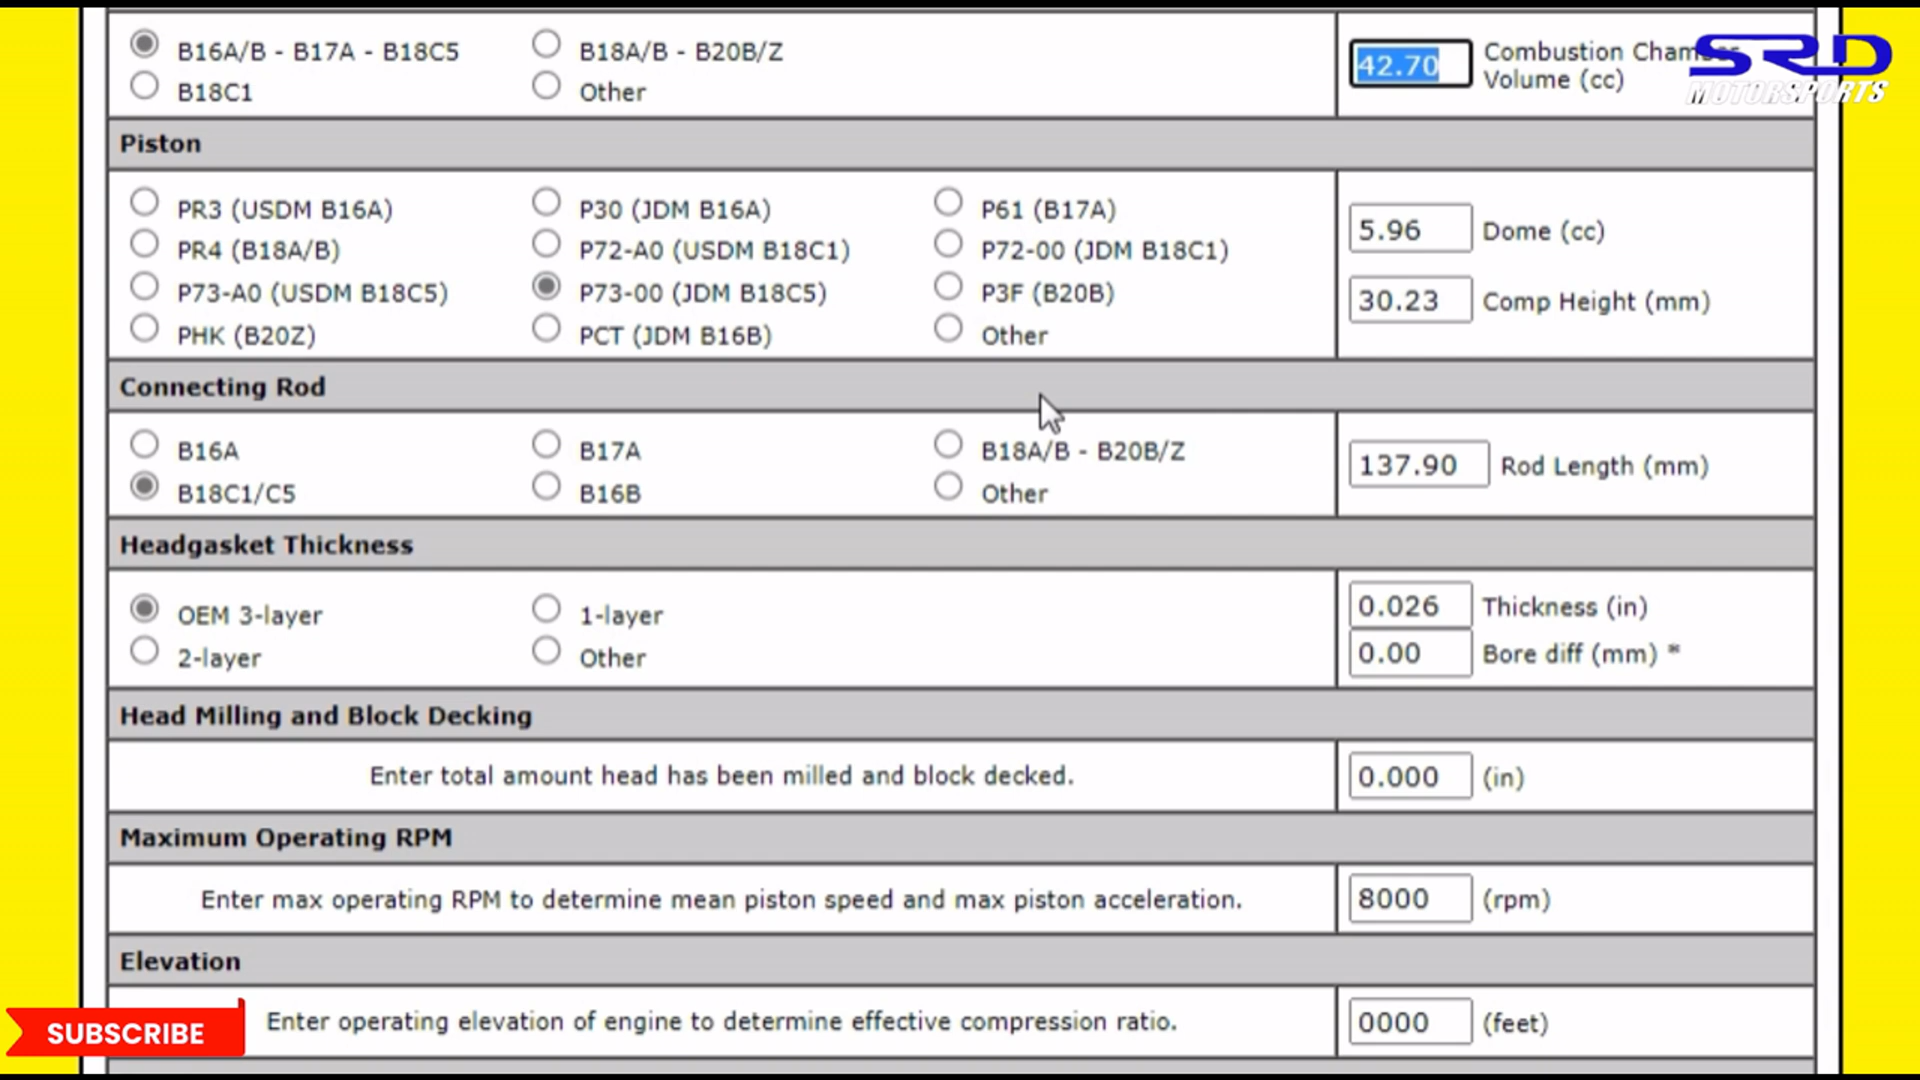 B16A/B - B17A - B18C5
B18A/B - B20B/Z
42.70
Combustion Chamber
Volume (cc)
SRD
MOTORSPORTS
B18C1
Other
Piston
PR3 (USDM B16A)
P30 (JDM B16A)
P61 (B17A)
PR4 (B18A/B)
P72-A0 (USDM B18C1)
P72-00 (JDM B18C1)
5.96 Dome (cc)
P73-A0 (USDM B18C5)
P73-00 (JDM B18C5)
P3F (B20B)
30.23 Comp Height (mm)
PHK (B20Z)
PCT (JDM B16B)
Other
Connecting Rod
B16A
B17A
B18A/B - B20B/Z
137.90 Rod Length (mm)
B18C1/C5
B16B
Other
Headgasket Thickness
OEM 3-layer
1-layer
0.026 Thickness (in)
2-layer
Other
0.00 Bore diff (mm) *
Head Milling and Block Decking
Enter total amount head has been milled and block decked.
0.000 (in)
Maximum Operating RPM
Enter max operating RPM to determine mean piston speed and max piston acceleration.
8000 (rpm)
Elevation
Enter operating elevation of engine to determine effective compression ratio.
0000 (feet)
SUBSCRIBE